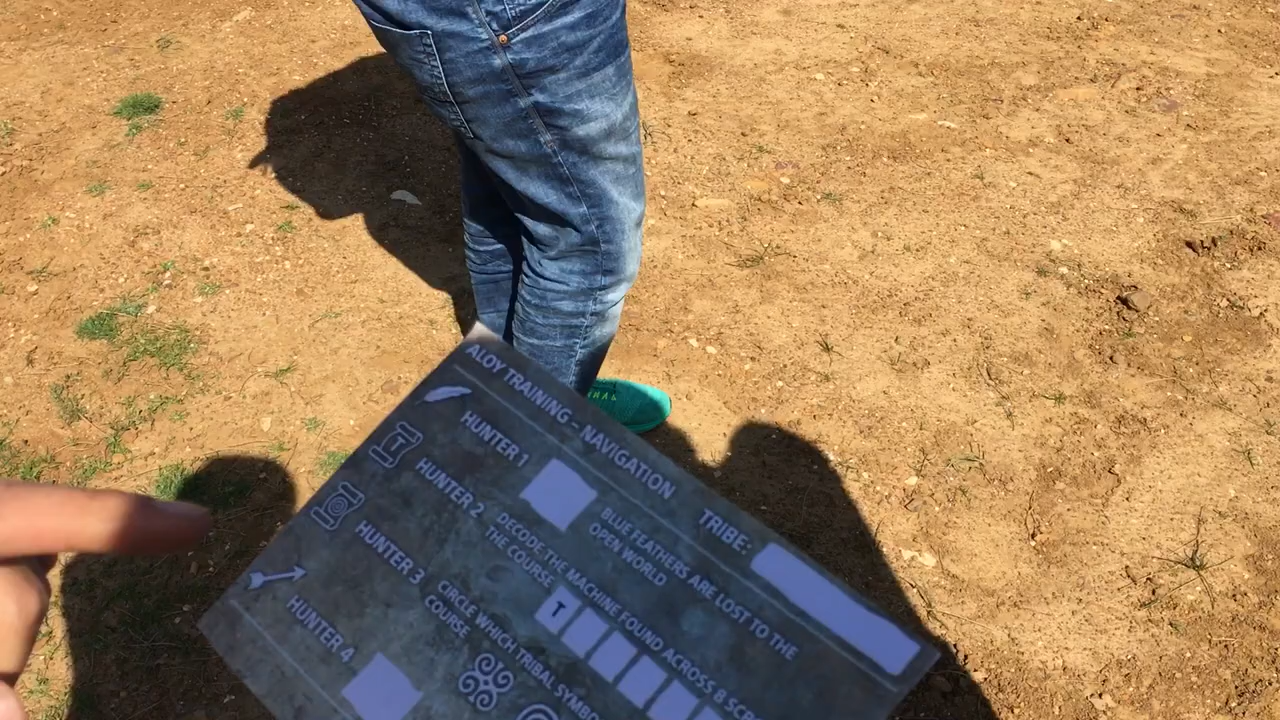 ALOY TRAINING - NAVIGATION
TRIBE:
HUNTER 1
BLUE FEATHERS ARE LOST TO THE
OPEN WORLD
HUNTER 2
DECODE THE MACHINE FOUND ACROSS 8
THE COURSE
T
HUNTER 3
CIRCLE WHICH TRIBAL
COURSE
HUNTER 4